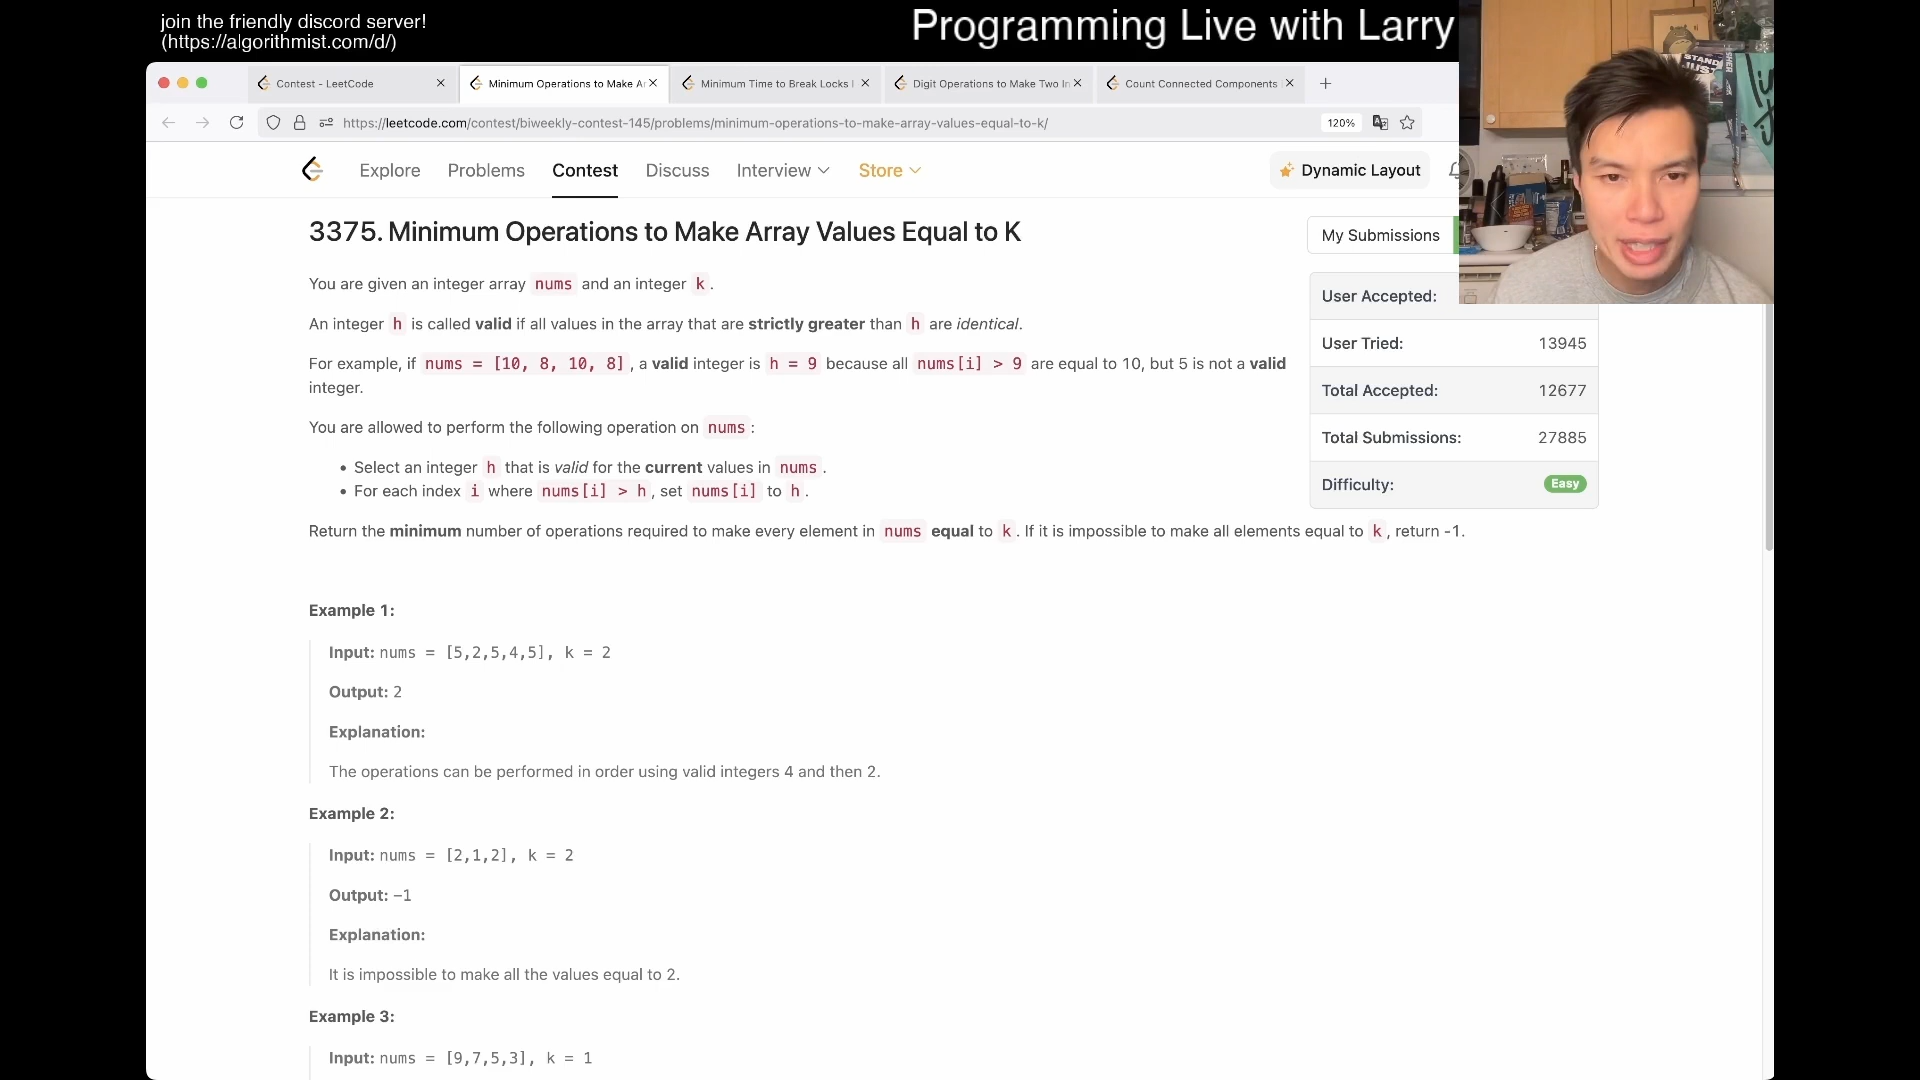 join the friendly discord server!
(https://algorithmist.com/d/)
Programming Live with Larry
Contest - LeetCode
Minimum Operations to Make Ar
Minimum Time to Break Locks I
Digit Operations to Make Two In
Count Connected Components
https://leetcode.com/contest/biweekly-contest-145/problems/minimum-operations-to-make-array-values-equal-to-k/
120%
Explore
Problems
Contest
Discuss
Interview
Store
Dynamic Layout
3375. Minimum Operations to Make Array Values Equal to K
My Submissions
You are given an integer array nums and an integer k.
An integer h is called valid if all values in the array that are strictly greater than h are identical.
For example, if nums = [10, 8, 10, 8], a valid integer is h = 9 because all nums[i] > 9 are equal to 10, but 5 is not a valid
integer.
You are allowed to perform the following operation on nums:
• Select an integer h that is valid for the current values in nums.
• For each index i where nums[i] > h, set nums[i] to h.
Return the minimum number of operations required to make every element in nums equal to k. If it is impossible to make all elements equal to k, return -1.
User Accepted:
User Tried: 13945
Total Accepted: 12677
Total Submissions: 27885
Difficulty: Easy
Example 1:
Input: nums = [5,2,5,4,5], k = 2
Output: 2
Explanation:
The operations can be performed in order using valid integers 4 and then 2.
Example 2:
Input: nums = [2,1,2], k = 2
Output: -1
Explanation:
It is impossible to make all the values equal to 2.
Example 3:
Input: nums = [9,7,5,3], k = 1